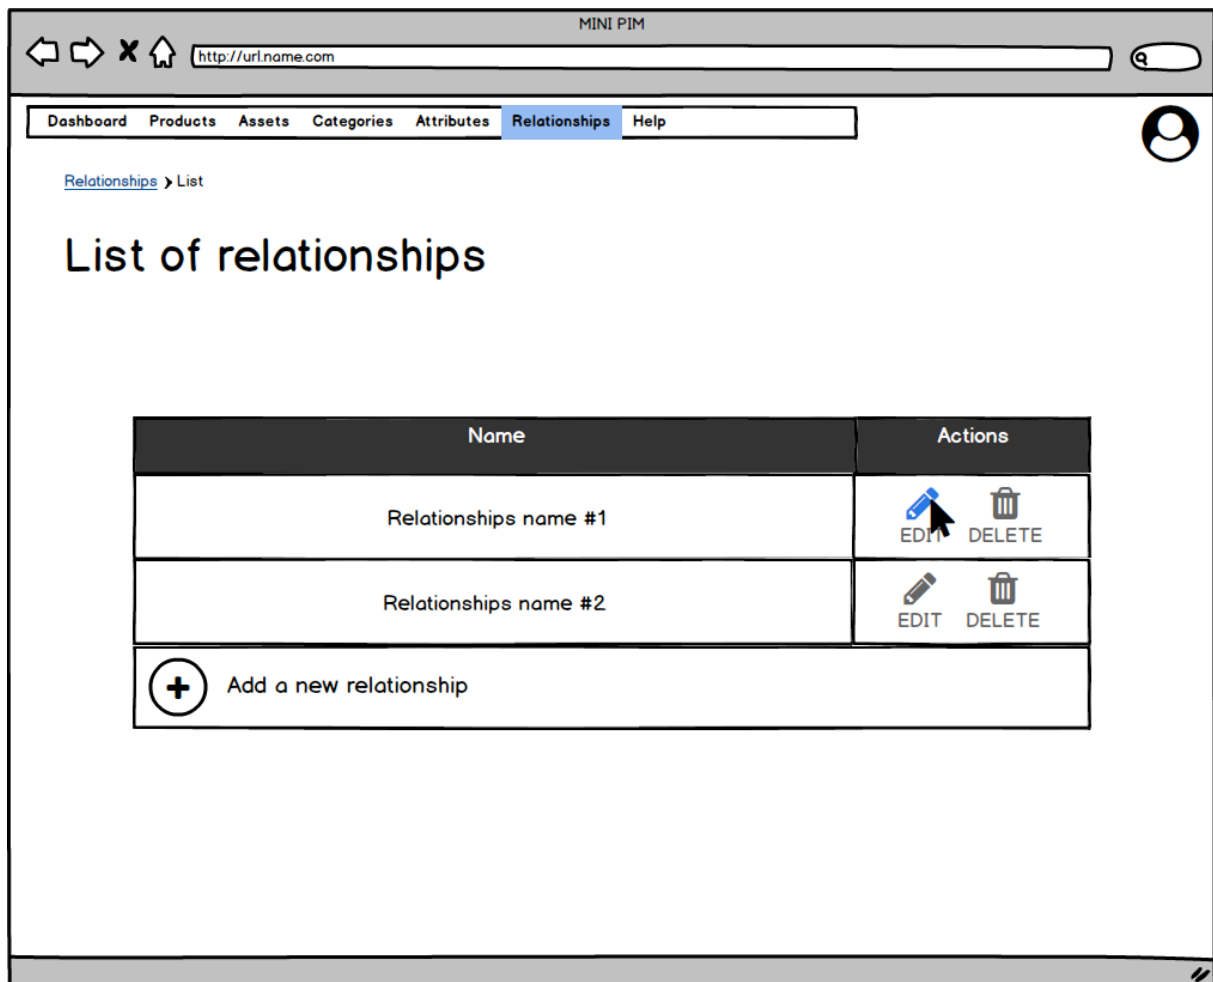 MINI PIM
http://url.name.com
Dashboard Products Assets Categories Attributes Relationships Help
Relationships > List
List of relationships
Name Actions
Relationships name #1
EDIT DELETE
Relationships name #2
EDIT DELETE
Add a new relationship